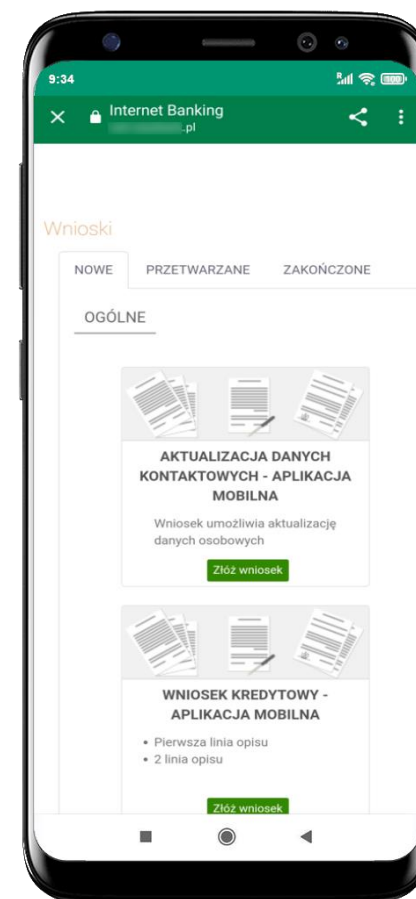 9:34
R
100
Internet Banking
.pl
Wnioski
NOWE PRZETWARZANE ZAKOŃCZONE
OGÓLNE
AKTUALIZACJA DANYCH
KONTAKTOWYCH - APLIKACJA
MOBILNA
Wniosek umożliwia aktualizację
danych osobowych
Złóż wniosek
WNIOSEK KREDYTOWY -
APLIKACJA MOBILNA
• Pierwsza linia opisu
• 2 linia opisu
Złóż wniosek